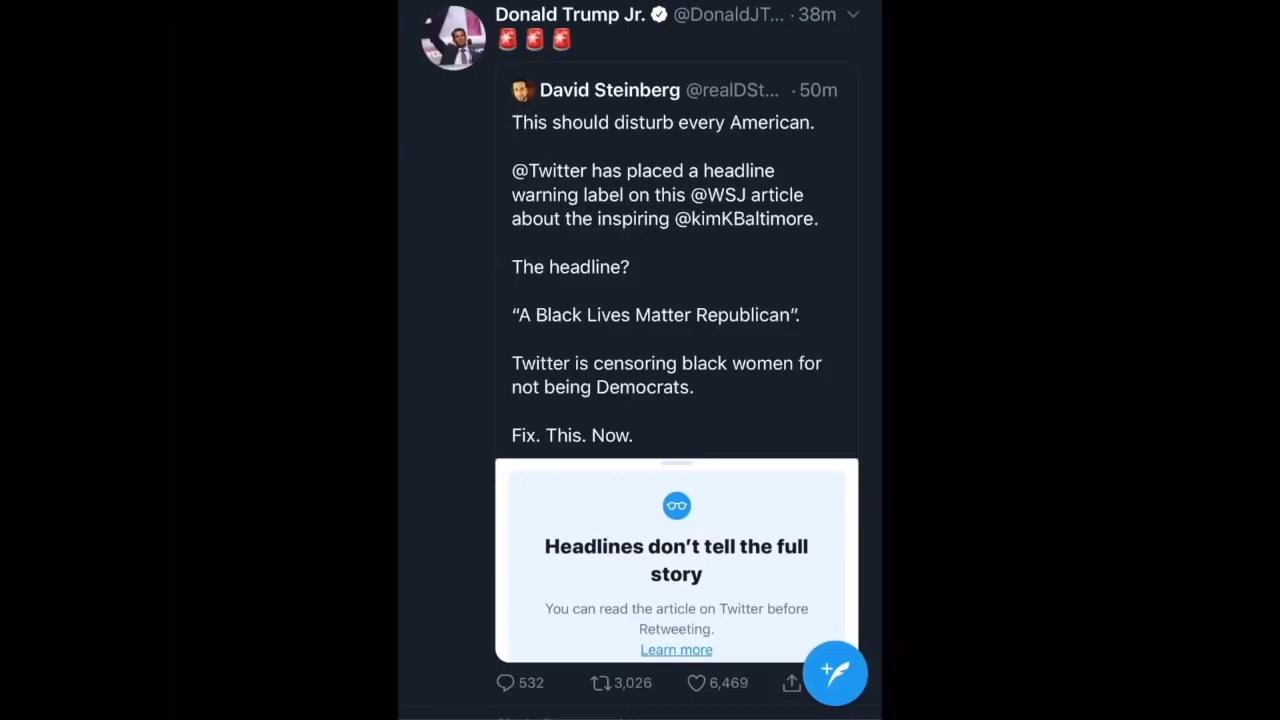 Donald Trump Jr. @DonaldJT... · 38m
🚨🚨🚨
David Steinberg @realDSt... · 50m
This should disturb every American.
@Twitter has placed a headline
warning label on this @WSJ article
about the inspiring @kimKBaltimore.
The headline?
“A Black Lives Matter Republican”.
Twitter is censoring black women for
not being Democrats.
Fix. This. Now.
Headlines don’t tell the full
story
You can read the article on Twitter before
Retweeting.
Learn more
532 3,026 6,469